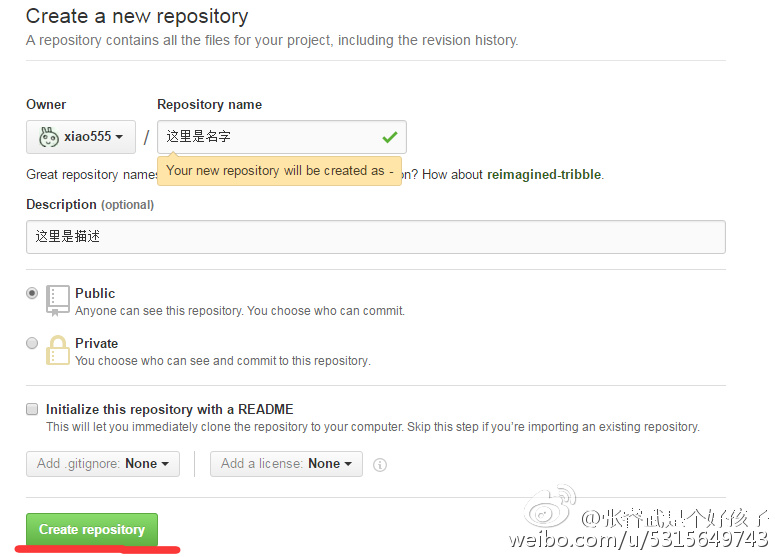 Create a new repository
A repository contains all the files for your project, including the revision history.
Owner
Repository name
xiao555 / 这里是名字
Your new repository will be created as -
Great repository names on? How about reimagined-tribble.
Description (optional)
这里是描述
Public
Anyone can see this repository. You choose who can commit.
Private
You choose who can see and commit to this repository.
Initialize this repository with a README
This will let you immediately clone the repository to your computer. Skip this step if you're importing an existing repository.
Add .gitignore: None
Add a license: None
Create repository
@张睿武是个好孩子
weibo.com/u/5315649743